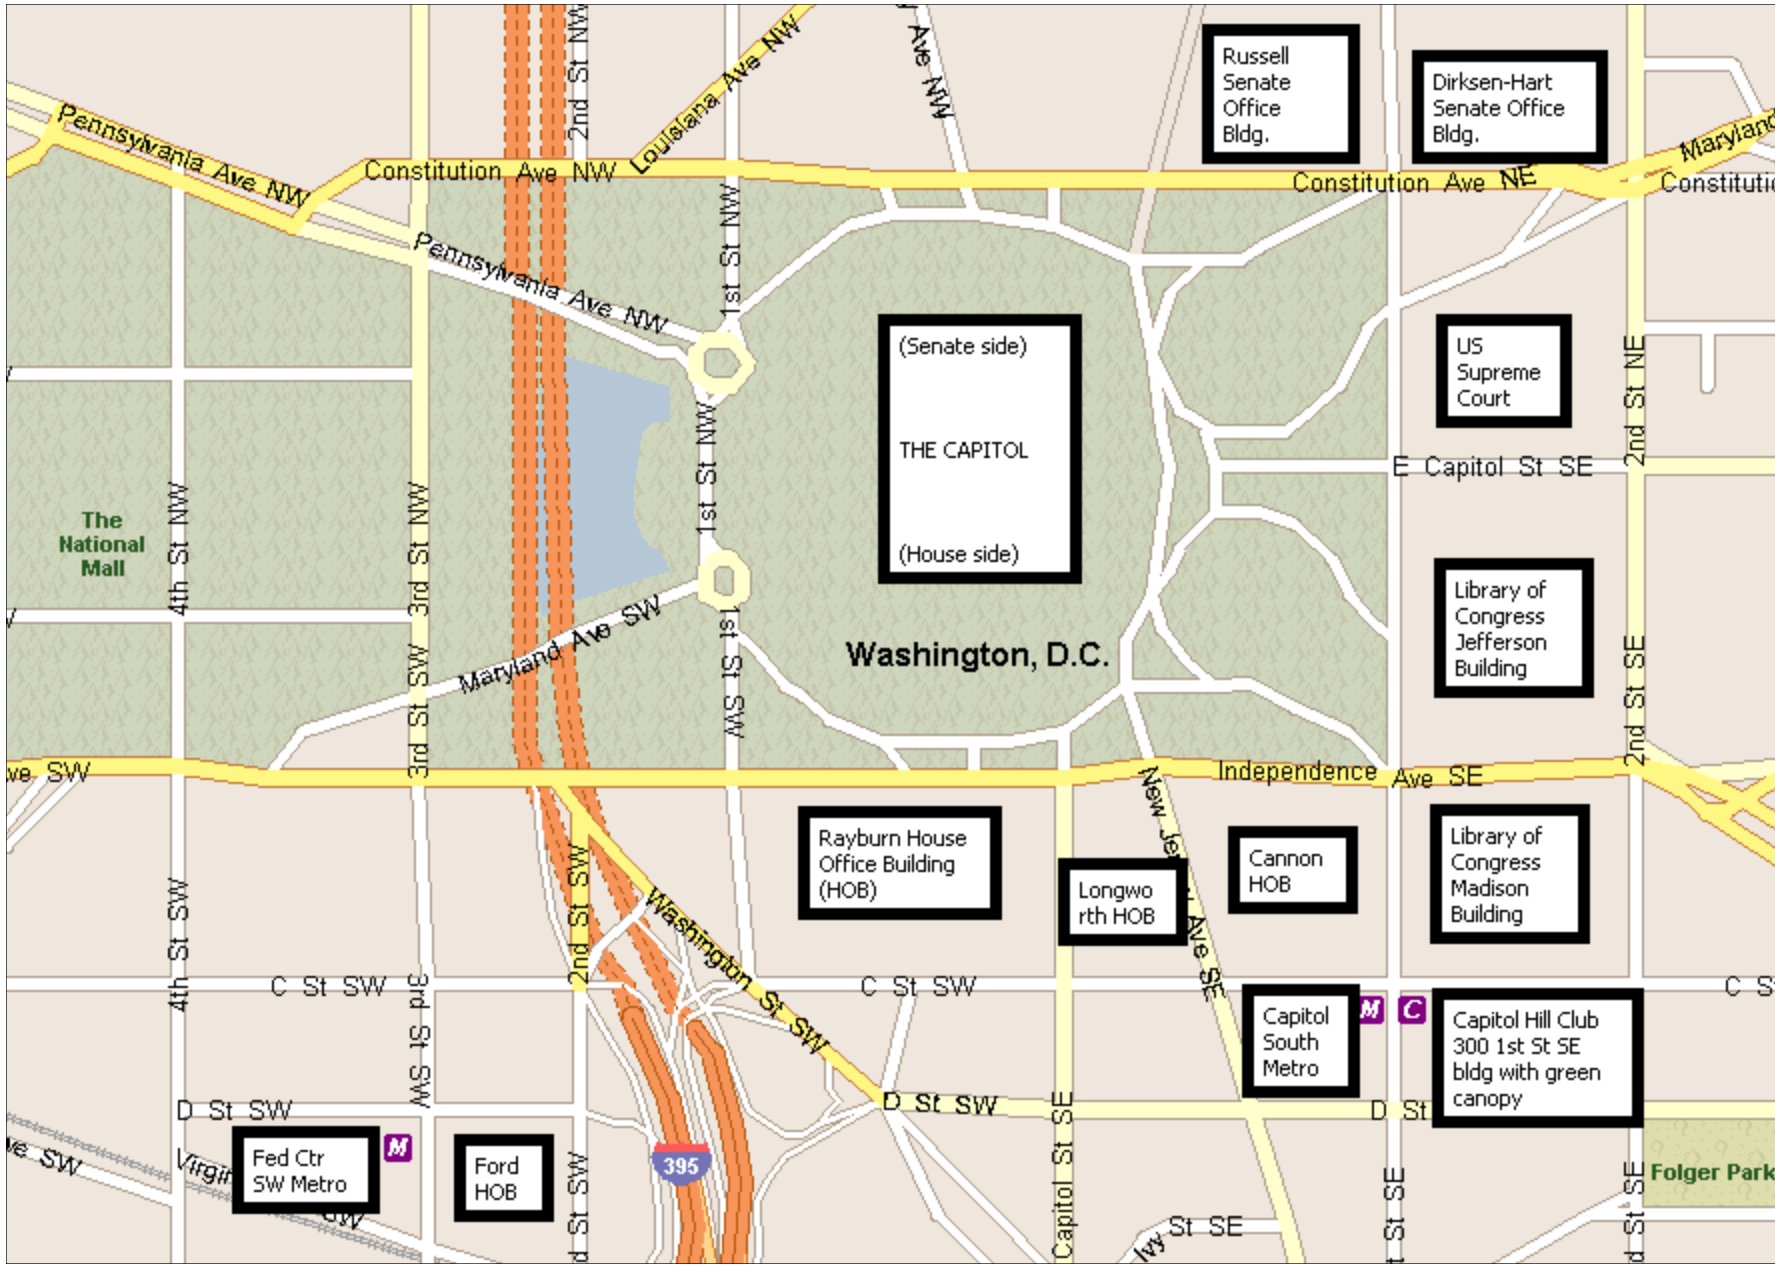 2nd St NW
Louisiana Ave NW
Ave NW
Russell
Senate
Office
Bldg.
Dirksen-Hart
Senate Office
Bldg.
Pennsylvania Ave NW
Constitution Ave NW
Constitution Ave NE
Maryland
Pennsylvania Ave NW
1st St NW
(Senate side)
THE CAPITOL
(House side)
US
Supreme
Court
2nd St NE
1st St NW
E Capitol St SE
The
National
Mall
4th St NW
3rd St NW
Maryland Ave SW
1st St SW
Washington, D.C.
Library of
Congress
Jefferson
Building
2nd St SE
3rd St SW
ve SW
Independence Ave SE
New Je
Ave SE
Rayburn House
Office Building
(HOB)
Longwo
rth HOB
Cannon
HOB
Library of
Congress
Madison
Building
4th St SW
2nd St SW
Washington St SW
C St SW
3rd St SW
C St SW
C S
Capitol
South
Metro
M
C
Capitol Hill Club
300 1st St SE
bldg with green
canopy
D St SW
D St SW
D St
Fed Ctr
SW Metro
M
Ford
HOB
395
Capitol St SE
Folger Park
ve SW
Virgin
SW
d St SW
Ivy St SE
t St SE
d St SE